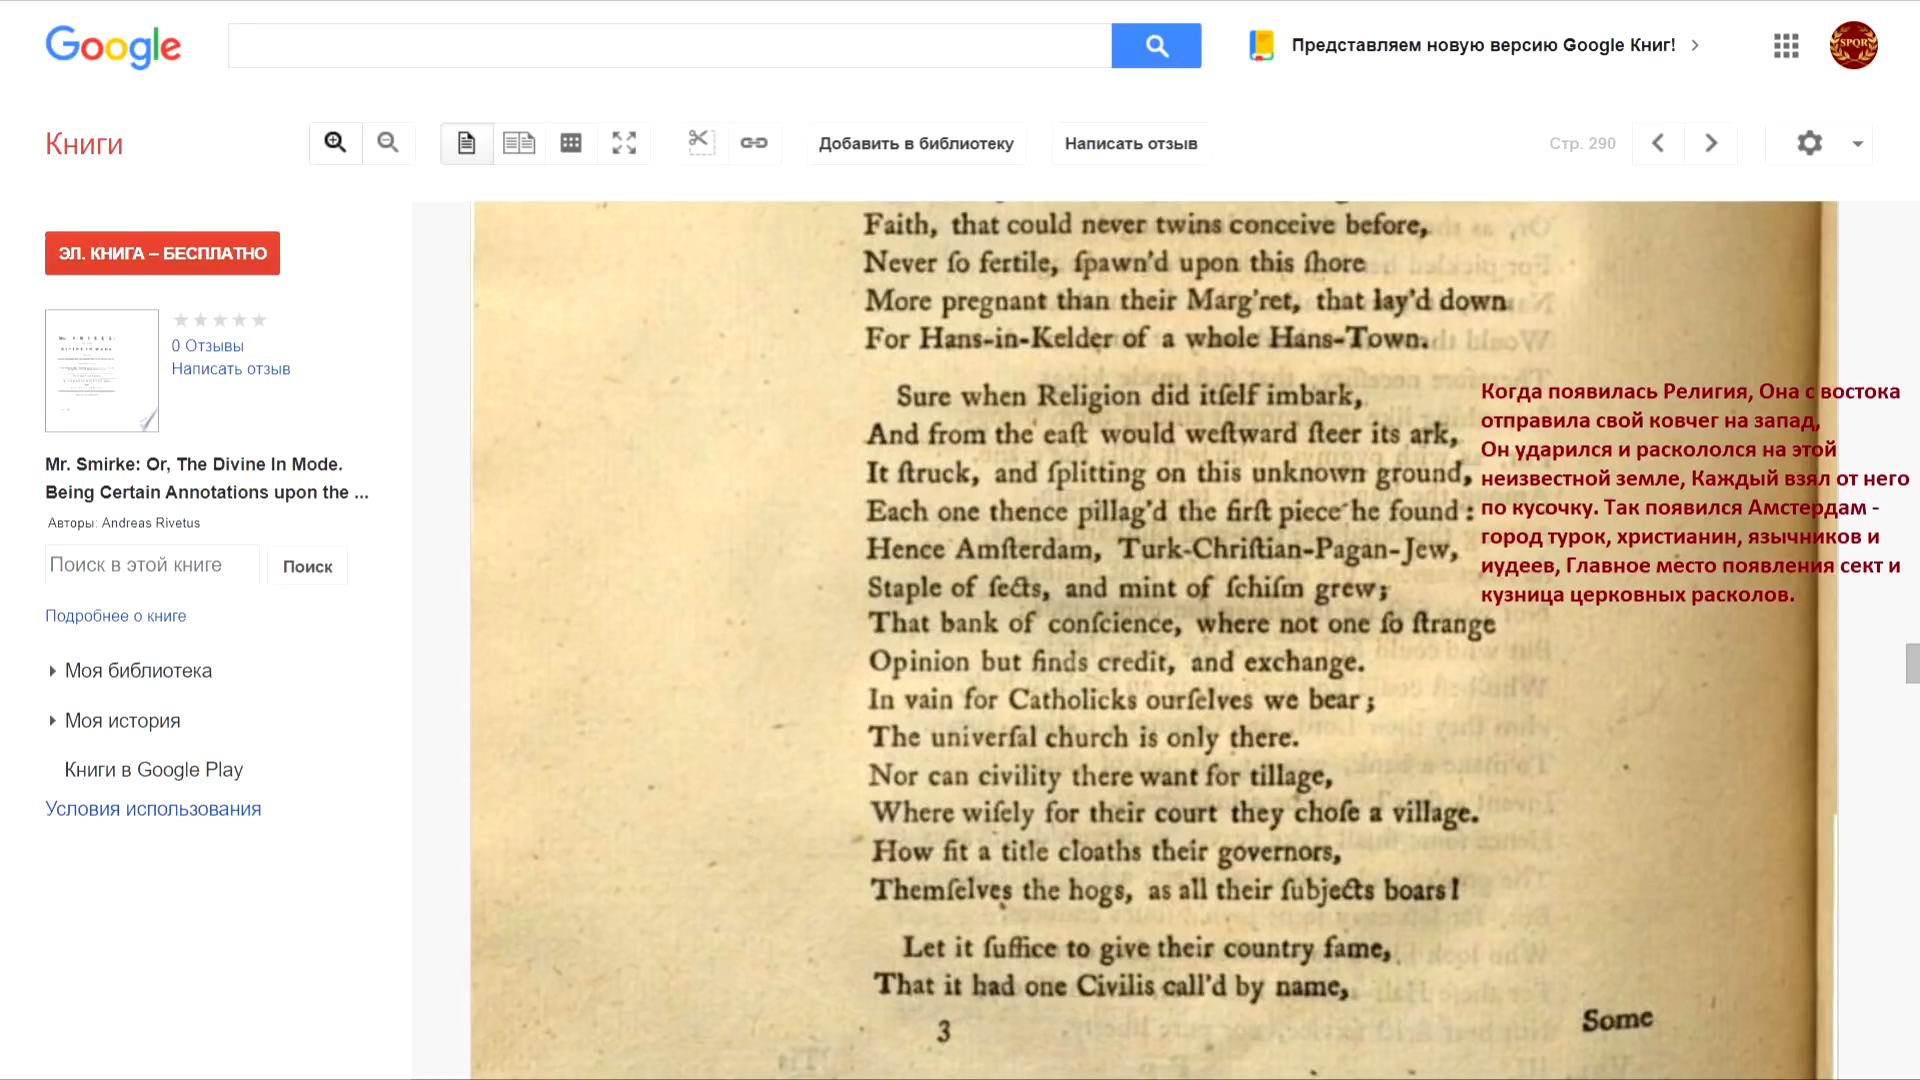 Google
Представляем новую версию Google Книг!
SPQR
Книги
Добавить в библиотеку
Написать отзыв
Стр. 290
ЭЛ. КНИГА – БЕСПЛАТНО
0 Отзывы
Написать отзыв
Mr. Smirke: Or, The Divine In Mode.
Being Certain Annotations upon the ...
Авторы: Andreas Rivetus
Поиск в этой книге
Поиск
Подробнее о книге
Моя библиотека
Моя история
Книги в Google Play
Условия использования
Faith, that could never twins conceive before,
Never ſo fertile, ſpawn'd upon this ſhore
More pregnant than their Marg'ret, that lay'd down
For Hans-in-Kelder of a whole Hans-Town.
Sure when Religion did itſelf imbark,
And from the eaſt would weſtward ſteer its ark,
It ſtruck, and ſplitting on this unknown ground,
Each one thence pillag'd the firſt piece he found:
Hence Amſterdam, Turk-Chriſtian-Pagan-Jew,
Staple of ſects, and mint of ſchiſm grew;
That bank of conſcience, where not one ſo ſtrange
Opinion but finds credit, and exchange.
In vain for Catholicks ourſelves we bear;
The univerſal church is only there.
Nor can civility there want for tillage,
Where wiſely for their court they choſe a village.
How fit a title cloaths their governors,
Themſelves the hogs, as all their ſubjects boars!
Let it ſuffice to give their country fame,
That it had one Civilis call'd by name,
3
Some
Когда появилась Религия, Она с востока
отправила свой ковчег на запад,
Он ударился и раскололся на этой
неизвестной земле, Каждый взял от него
по кусочку. Так появился Амстердам -
город турок, христианин, язычников и
иудеев, Главное место появления сект и
кузница церковных расколов.